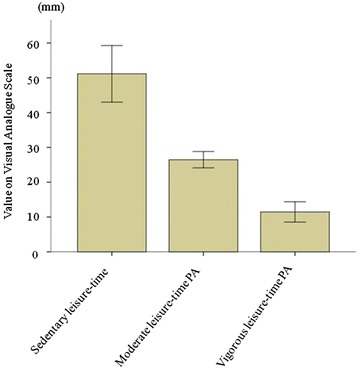 (mm)
Value on Visual Analogue Scale
60
50
40
30
20
10
0
Sedentary leisure-time
Moderate leisure-time PA
Vigorous leisure-time PA